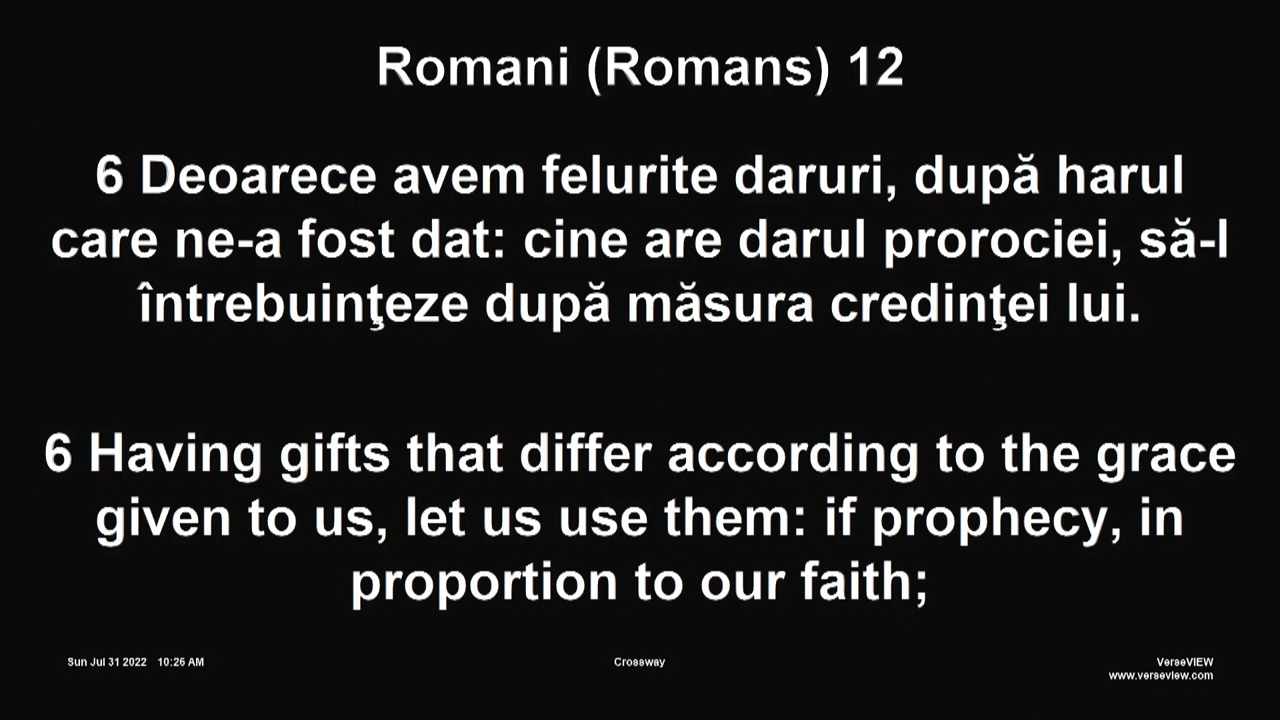 Romani (Romans) 12
6 Deoarece avem felurite daruri, după harul
care ne-a fost dat: cine are darul prorociei, să-l
întrebuinţeze după măsura credinţei lui.
6 Having gifts that differ according to the grace
given to us, let us use them: if prophecy, in
proportion to our faith;
Sun Jul 31 2022 10:26 AM
Crossway
VerseVIEW
www.verseview.com